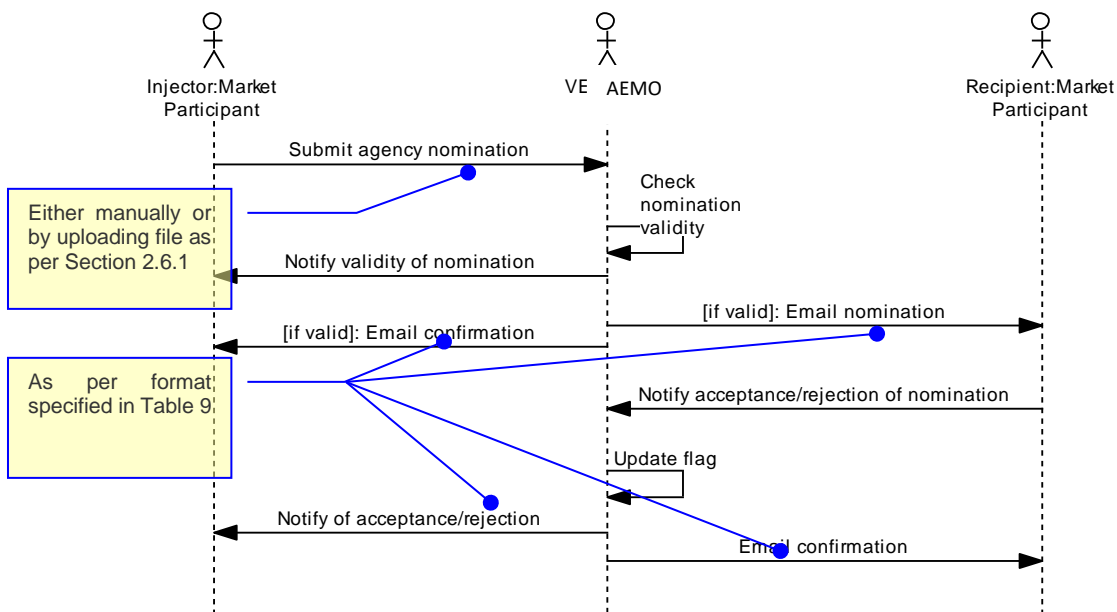 Injector:Market
Participant
VE AEMO
Recipient:Market
Participant
Submit agency nomination
Check
nomination
validity
Either manually or
by uploading file as
per Section 2.6.1
Notify validity of nomination
[if valid]: Email nomination
[if valid]: Email confirmation
As per format
specified in Table 9
Notify acceptance/rejection of nomination
Update flag
Notify of acceptance/rejection
Email confirmation